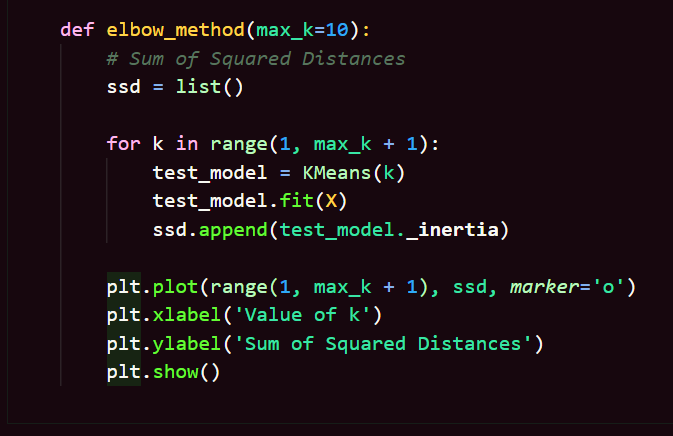 def elbow_method(max_k=10):
    # Sum of Squared Distances
    ssd = list()

    for k in range(1, max_k + 1):
        test_model = KMeans(k)
        test_model.fit(X)
        ssd.append(test_model._inertia)

    plt.plot(range(1, max_k + 1), ssd, marker='o')
    plt.xlabel('Value of k')
    plt.ylabel('Sum of Squared Distances')
    plt.show()